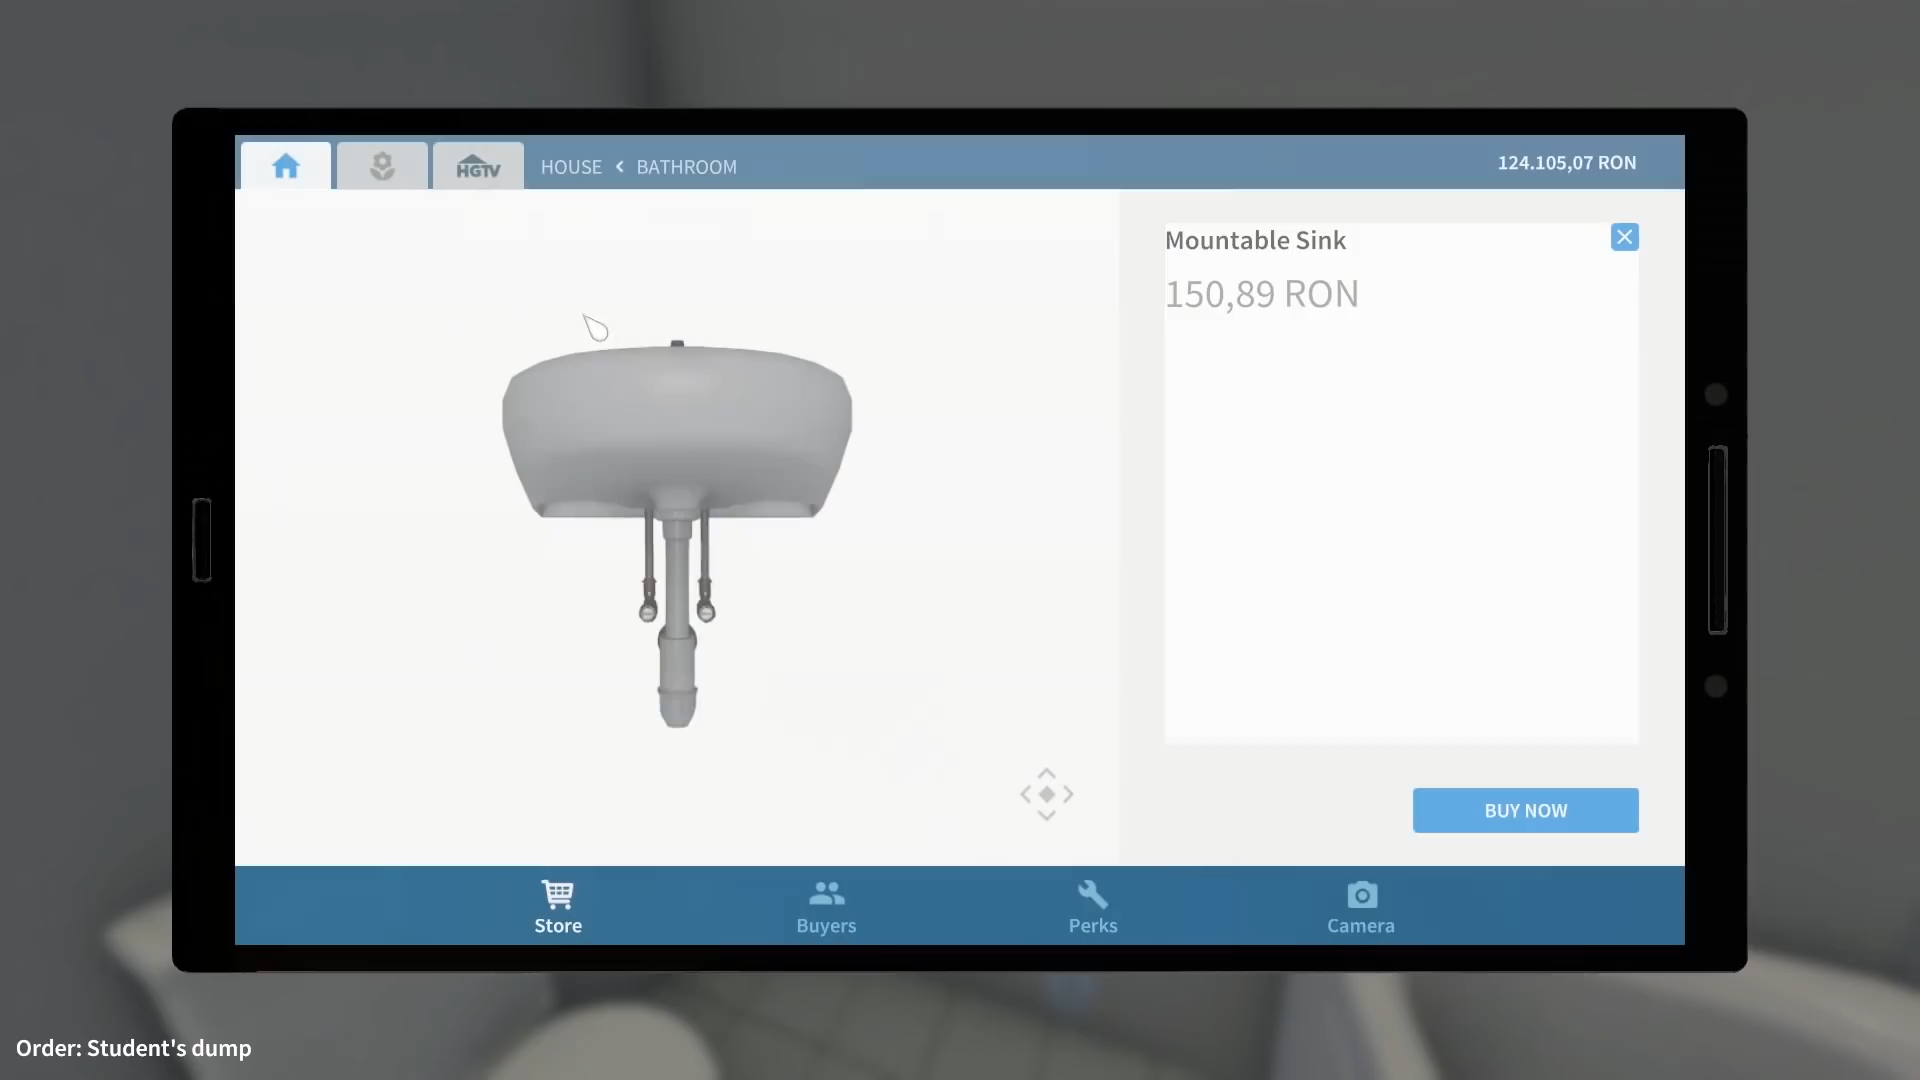 HGTV
HOUSE < BATHROOM
124.105,07 RON
Mountable Sink
150,89 RON
BUY NOW
Store
Buyers
Perks
Camera
Order: Student's dump